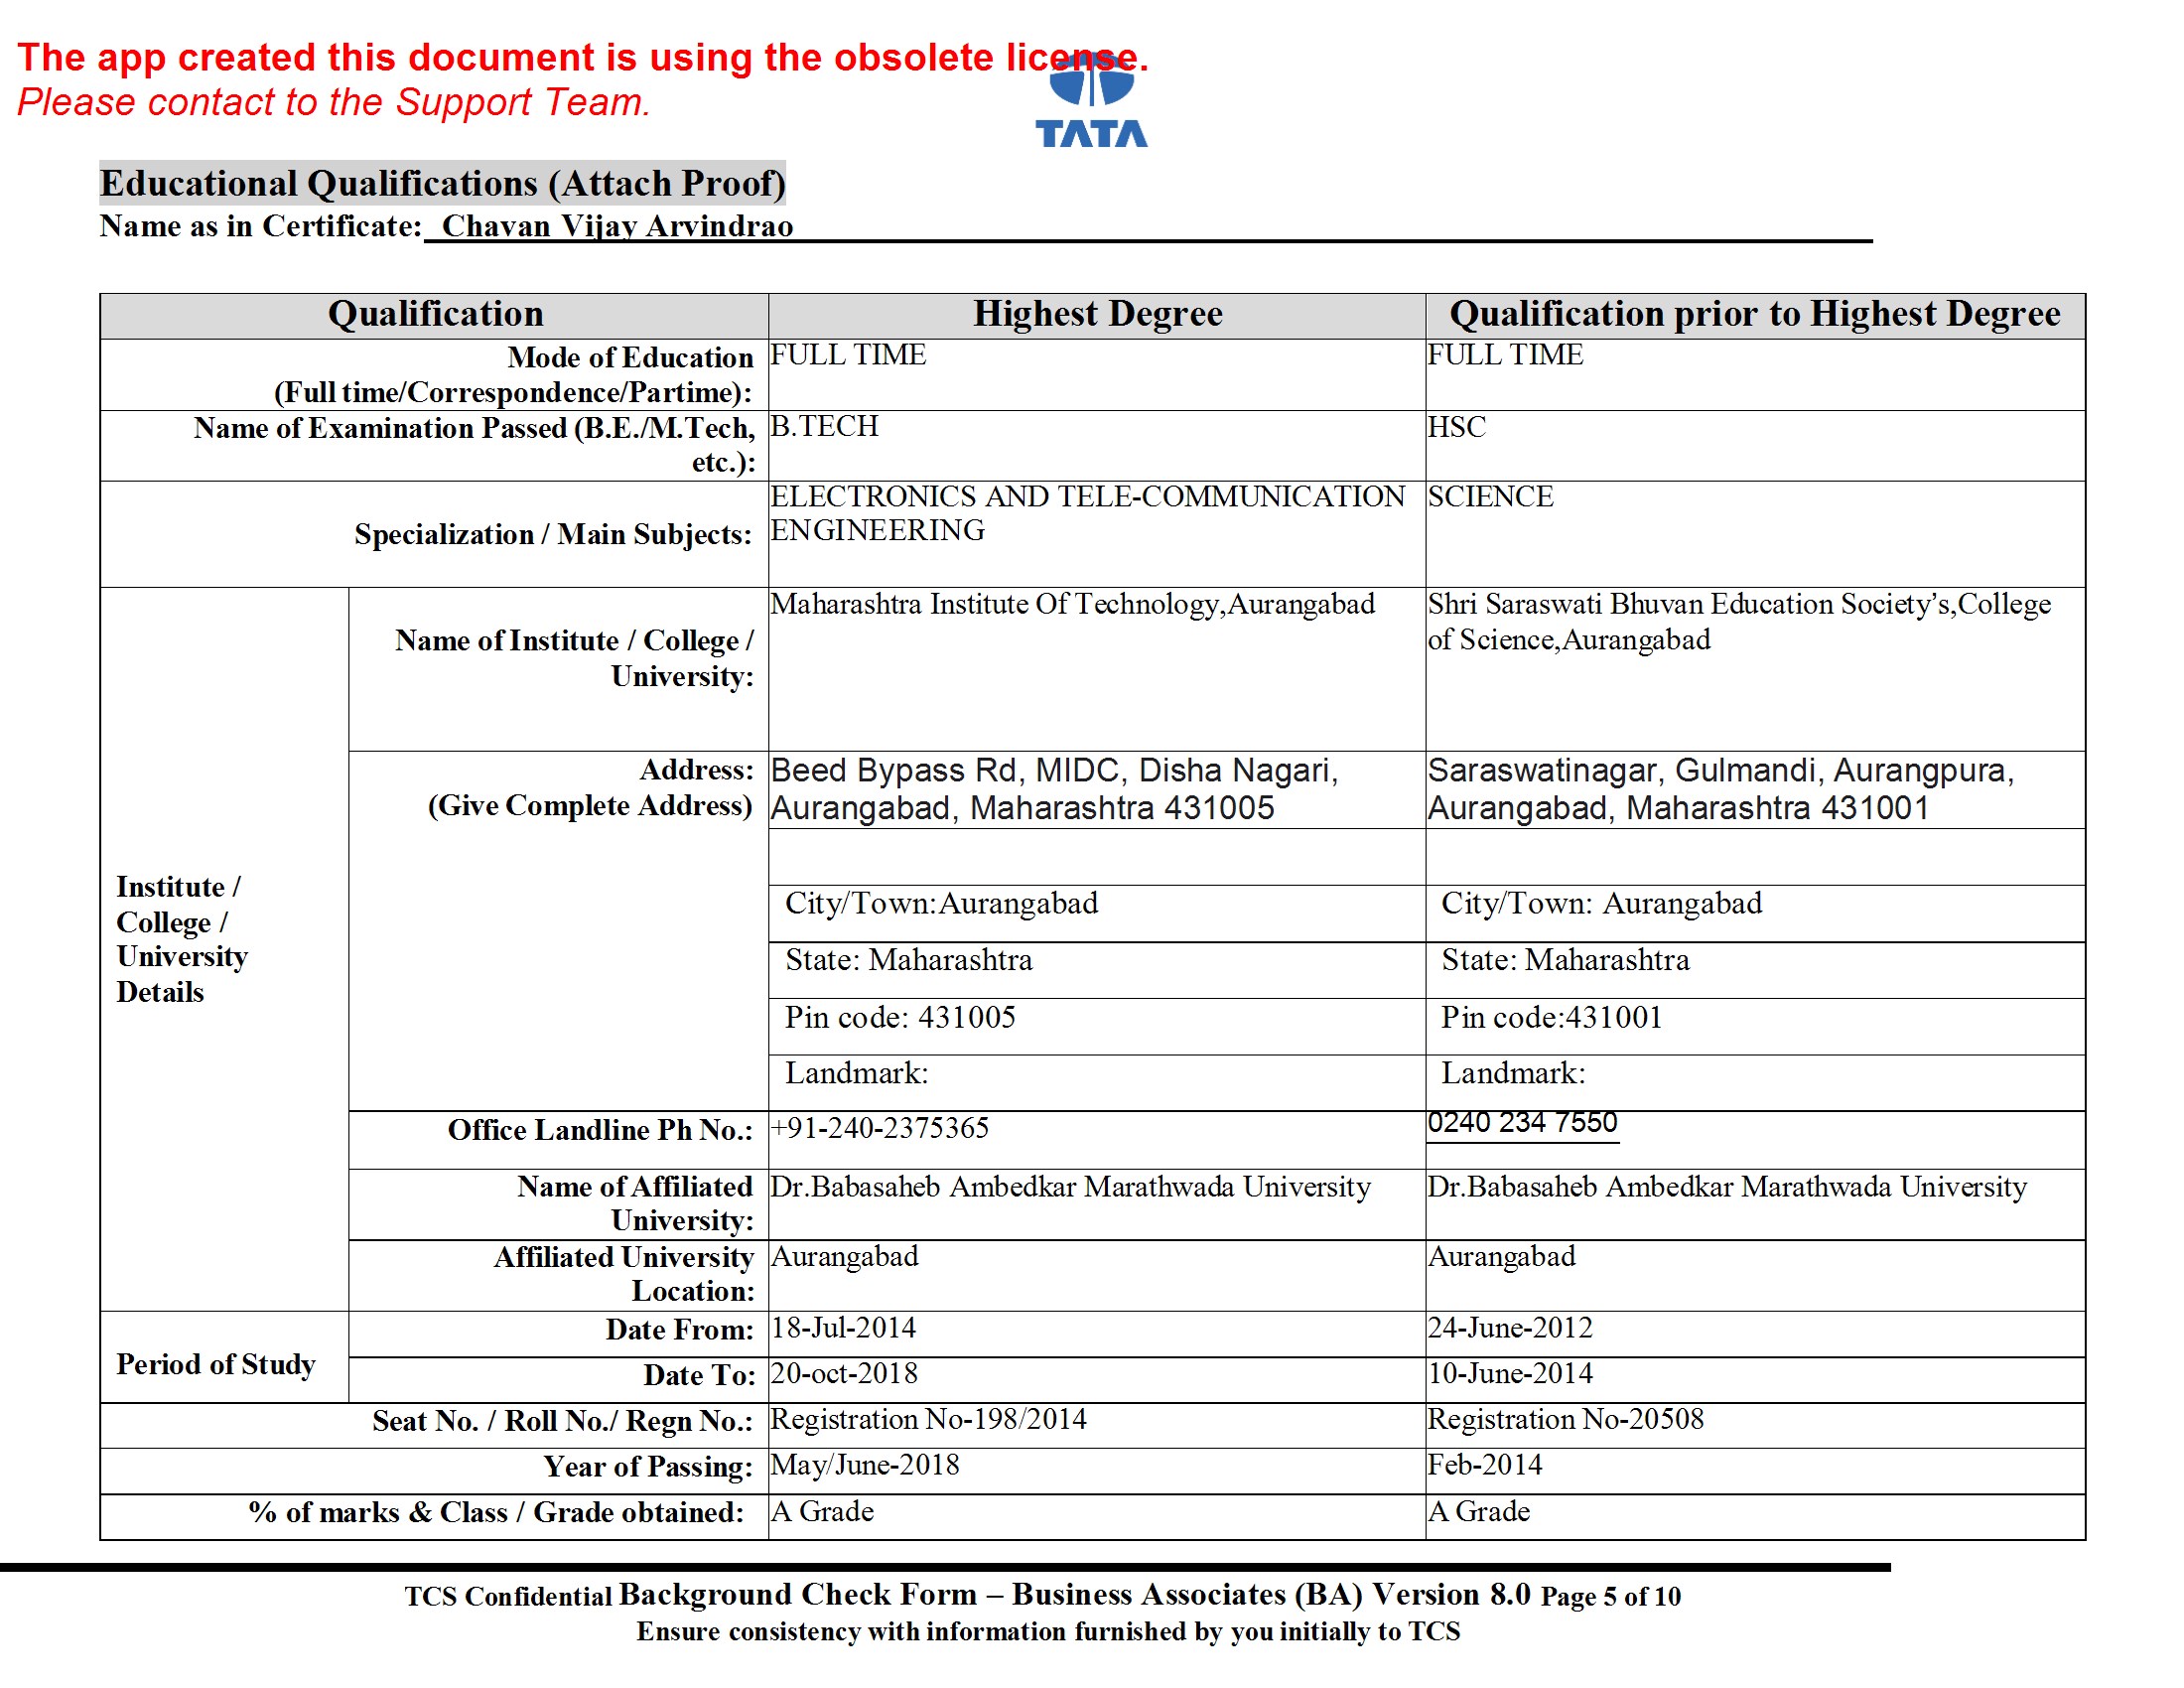 The app created this document is using the obsolete license.
Please contact to the Support Team.
TATA
Educational Qualifications (Attach Proof)
Name as in Certificate: Chavan Vijay Arvindrao
Qualification Highest Degree Qualification prior to Highest Degree
Mode of Education FULL TIME FULL TIME
(Full time/Correspondence/Partime):
Name of Examination Passed (B.E./M.Tech, B.TECH HSC
etc.):
ELECTRONICS AND TELE-COMMUNICATION SCIENCE
Specialization / Main Subjects: ENGINEERING
Maharashtra Institute Of Technology,Aurangabad Shri Saraswati Bhuvan Education Society's,College
Name of Institute / College / of Science,Aurangabad
University:
Address: Beed Bypass Rd, MIDC, Disha Nagari, Saraswatinagar, Gulmandi, Aurangpura,
(Give Complete Address) Aurangabad, Maharashtra 431005 Aurangabad, Maharashtra 431001
Institute /
College /
University
Details
City/Town:Aurangabad City/Town: Aurangabad
State: Maharashtra State: Maharashtra
Pin code: 431005 Pin code:431001
Landmark: Landmark:
Office Landline Ph No.: +91-240-2375365 0240 234 7550
Name of Affiliated Dr.Babasaheb Ambedkar Marathwada University Dr.Babasaheb Ambedkar Marathwada University
University:
Affiliated University Aurangabad Aurangabad
Location:
Period of Study
Date From: 18-Jul-2014 24-June-2012
Date To: 20-oct-2018 10-June-2014
Seat No. / Roll No./ Regn No.: Registration No-198/2014 Registration No-20508
Year of Passing: May/June-2018 Feb-2014
% of marks & Class / Grade obtained: A Grade A Grade
TCS Confidential Background Check Form – Business Associates (BA) Version 8.0 Page 5 of 10
Ensure consistency with information furnished by you initially to TCS